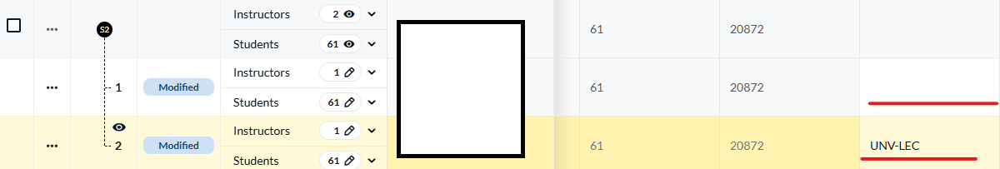 Instructors 2
S2 61 20872
Students 61
Instructors 1
1 Modified 61 20872
Students 61
Instructors 1
2 Modified 61 20872 UNV-LEC
Students 61